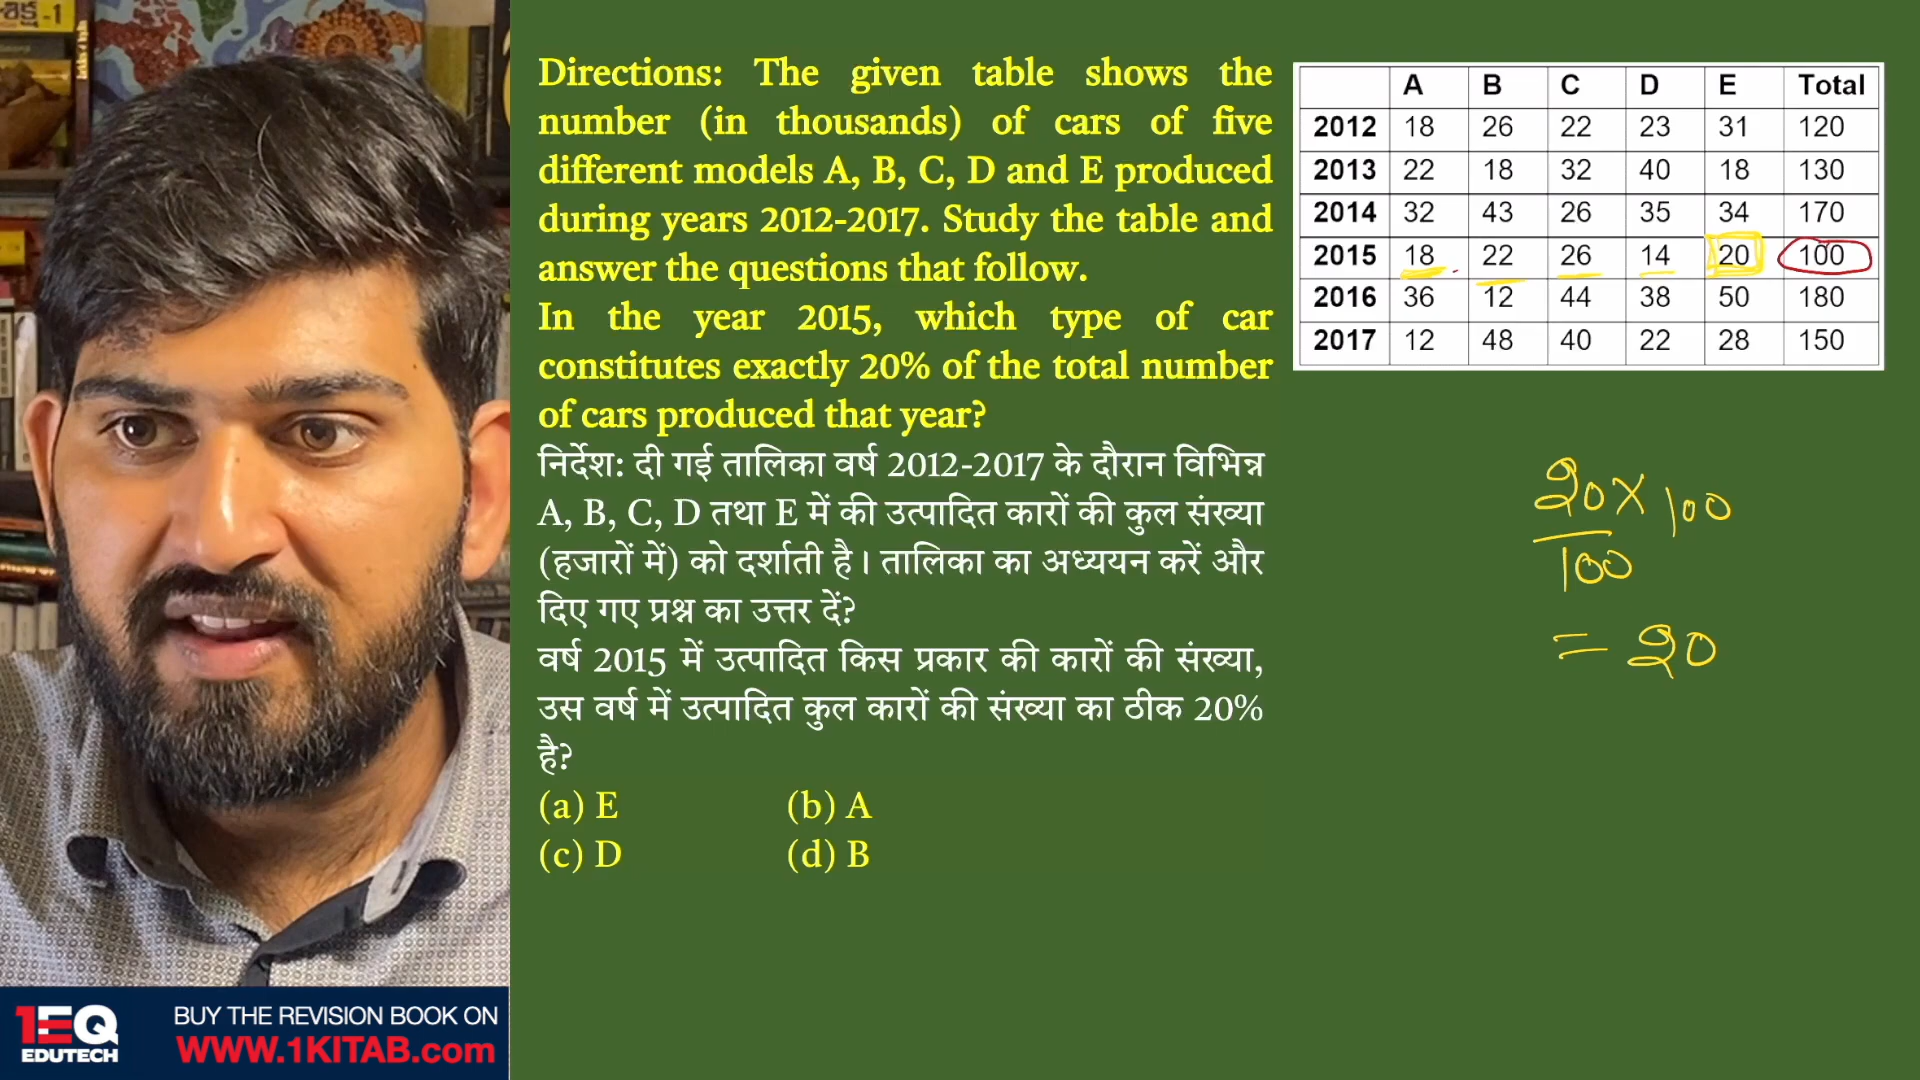 शिक्षा -1
Directions: The given table shows the
number (in thousands) of cars of five
different models A, B, C, D and E produced
during years 2012-2017. Study the table and
answer the questions that follow.
In the year 2015, which type of car
constitutes exactly 20% of the total number
of cars produced that year?
निर्देश: दी गई तालिका वर्ष 2012-2017 के दौरान विभिन्न
A, B, C, D तथा E में की उत्पादित कारों की कुल संख्या
(हजारों में) को दर्शाती है। तालिका का अध्ययन करें और
दिए गए प्रश्न का उत्तर दें?
वर्ष 2015 में उत्पादित किस प्रकार की कारों की संख्या,
उस वर्ष में उत्पादित कुल कारों की संख्या का ठीक 20%
है?
(a) E (b) A
(c) D (d) B
A B C D E Total
2012 18 26 22 23 31 120
2013 22 18 32 40 18 130
2014 32 43 26 35 34 170
2015 18 22 26 14 20 100
2016 36 12 44 38 50 180
2017 12 48 40 22 28 150
20 × 100
100
= 20
1EQ
EDUTECH
BUY THE REVISION BOOK ON
WWW.1KITAB.com